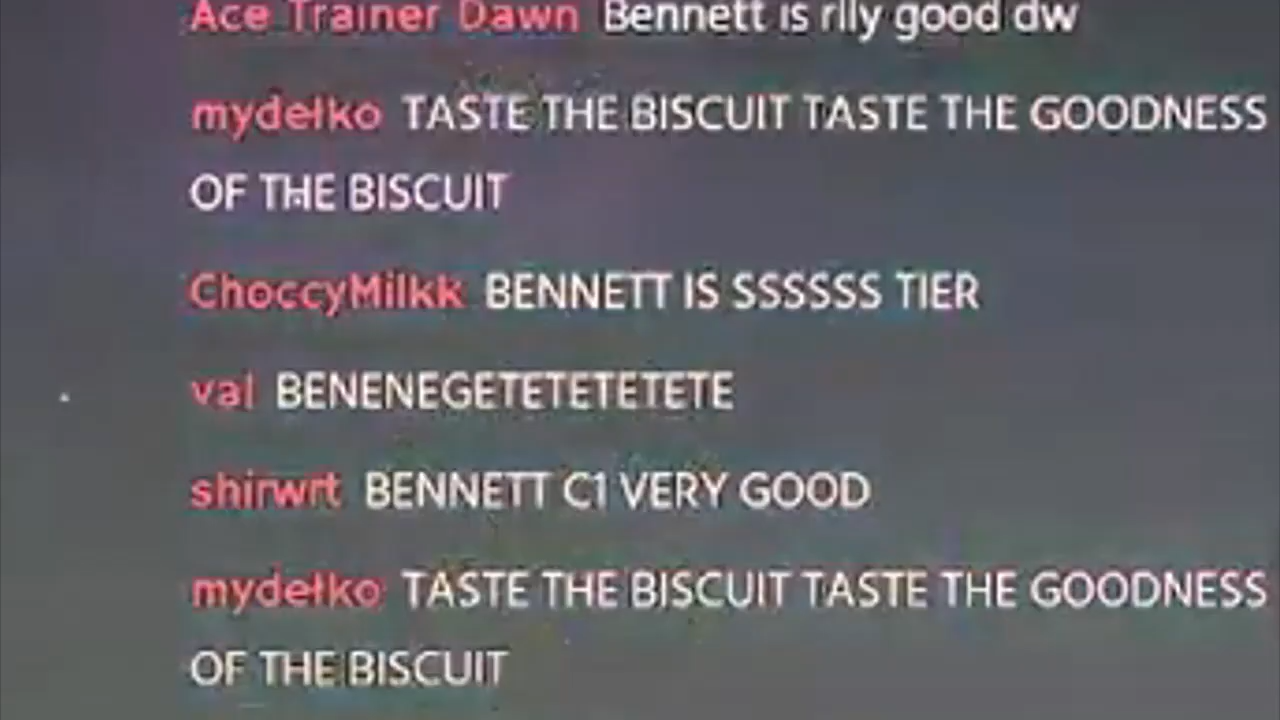 Ace Trainer Dawn Bennett is rlly good dw
mydełko TASTE THE BISCUIT TASTE THE GOODNESS
OF THE BISCUIT
ChoccyMilkk BENNETT IS SSSSSS TIER
val BENENEGETETETETETE
shirwrt BENNETT C1 VERY GOOD
mydełko TASTE THE BISCUIT TASTE THE GOODNESS
OF THE BISCUIT